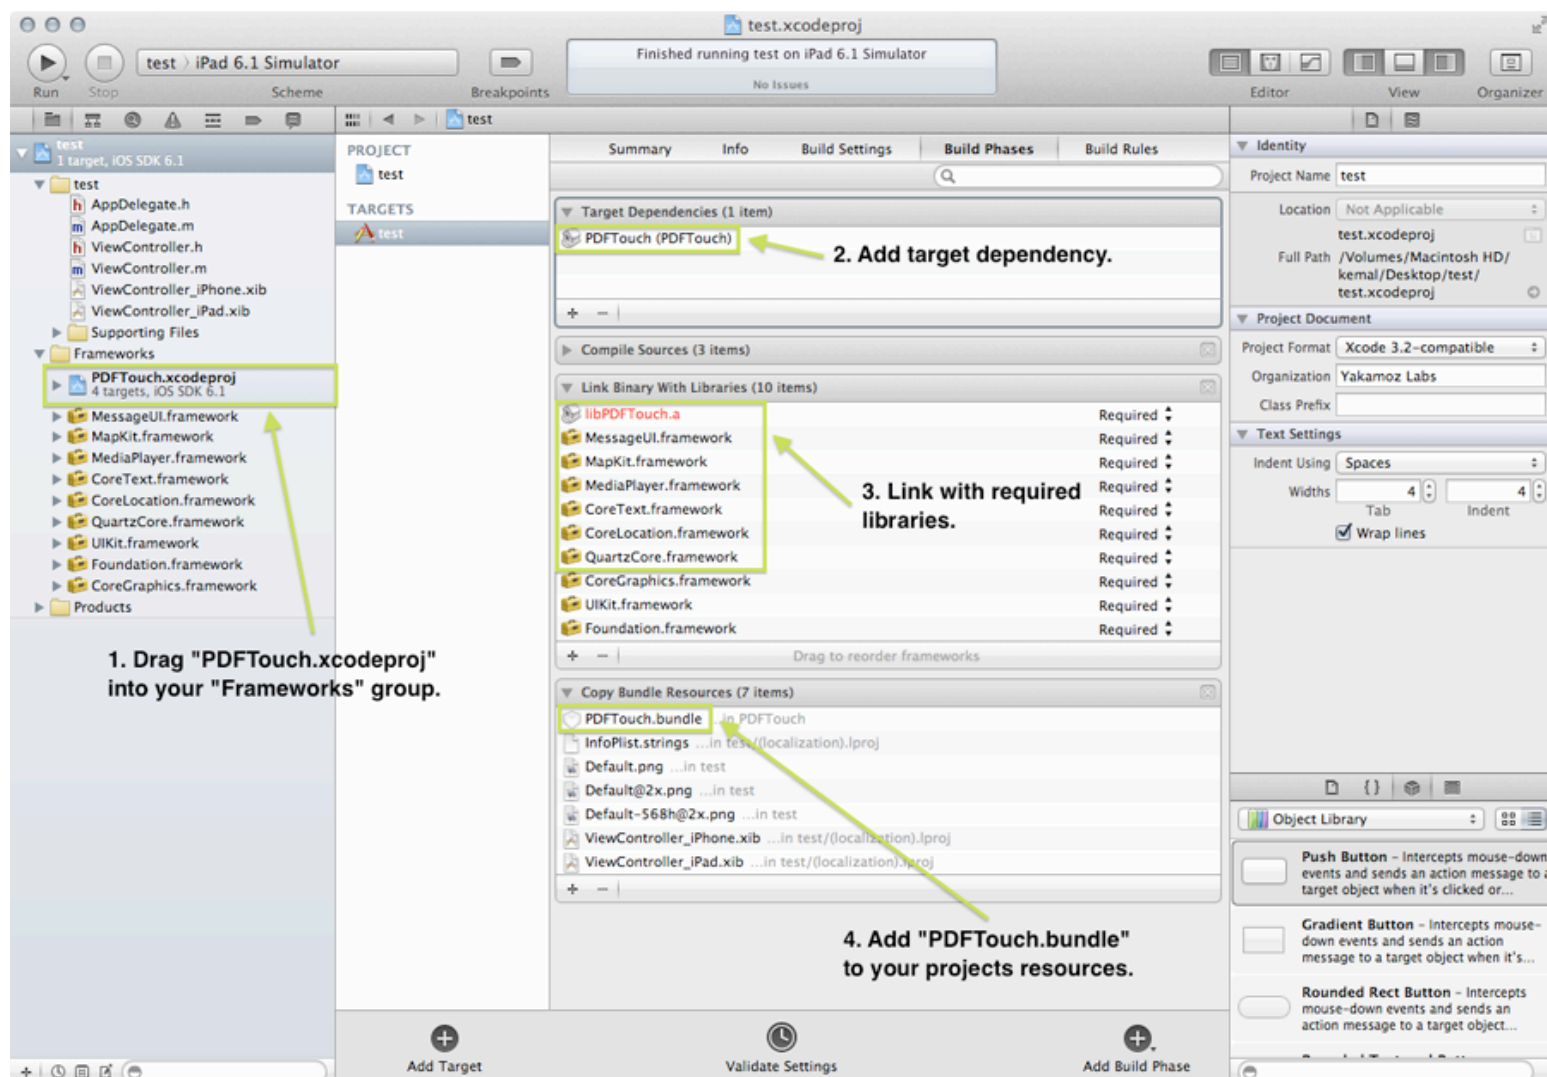 test.xcodeproj
Run
Stop
test 〉 iPad 6.1 Simulator
Scheme
Breakpoints
Finished running test on iPad 6.1 Simulator
No Issues
Editor
View
Organizer
test
test
1 target, iOS SDK 6.1
test
AppDelegate.h
AppDelegate.m
ViewController.h
ViewController.m
ViewController_iPhone.xib
ViewController_iPad.xib
Supporting Files
Frameworks
PDFTouch.xcodeproj
4 targets, iOS SDK 6.1
MessageUI.framework
MapKit.framework
MediaPlayer.framework
CoreText.framework
CoreLocation.framework
QuartzCore.framework
UIKit.framework
Foundation.framework
CoreGraphics.framework
Products
1. Drag "PDFTouch.xcodeproj"
into your "Frameworks" group.
PROJECT
test
TARGETS
test
Summary
Info
Build Settings
Build Phases
Build Rules
Target Dependencies (1 item)
PDFTouch (PDFTouch)
2. Add target dependency.
Compile Sources (3 items)
Link Binary With Libraries (10 items)
libPDFTouch.a Required
MessageUI.framework Required
MapKit.framework Required
MediaPlayer.framework Required
CoreText.framework Required
CoreLocation.framework Required
QuartzCore.framework Required
CoreGraphics.framework Required
UIKit.framework Required
Foundation.framework Required
3. Link with required
libraries.
Drag to reorder frameworks
Copy Bundle Resources (7 items)
PDFTouch.bundle ...in PDFTouch
InfoPlist.strings ...in test/(localization).lproj
Default.png ...in test
Default@2x.png ...in test
Default-568h@2x.png ...in test
ViewController_iPhone.xib ...in test/(localization).lproj
ViewController_iPad.xib ...in test/(localization).lproj
4. Add "PDFTouch.bundle"
to your projects resources.
Add Target
Validate Settings
Add Build Phase
Identity
Project Name test
Location Not Applicable
test.xcodeproj
Full Path /Volumes/Macintosh HD/
kemal/Desktop/test/
test.xcodeproj
Project Document
Project Format Xcode 3.2-compatible
Organization Yakamoz Labs
Class Prefix
Text Settings
Indent Using Spaces
Widths 4 4
Tab Indent
Wrap lines
Object Library
Push Button - Intercepts mouse-down
events and sends an action message to a
target object when it's clicked or...
Gradient Button - Intercepts mouse-
down events and sends an action
message to a target object when it's...
Rounded Rect Button - Intercepts
mouse-down events and sends an
action message to a target object...